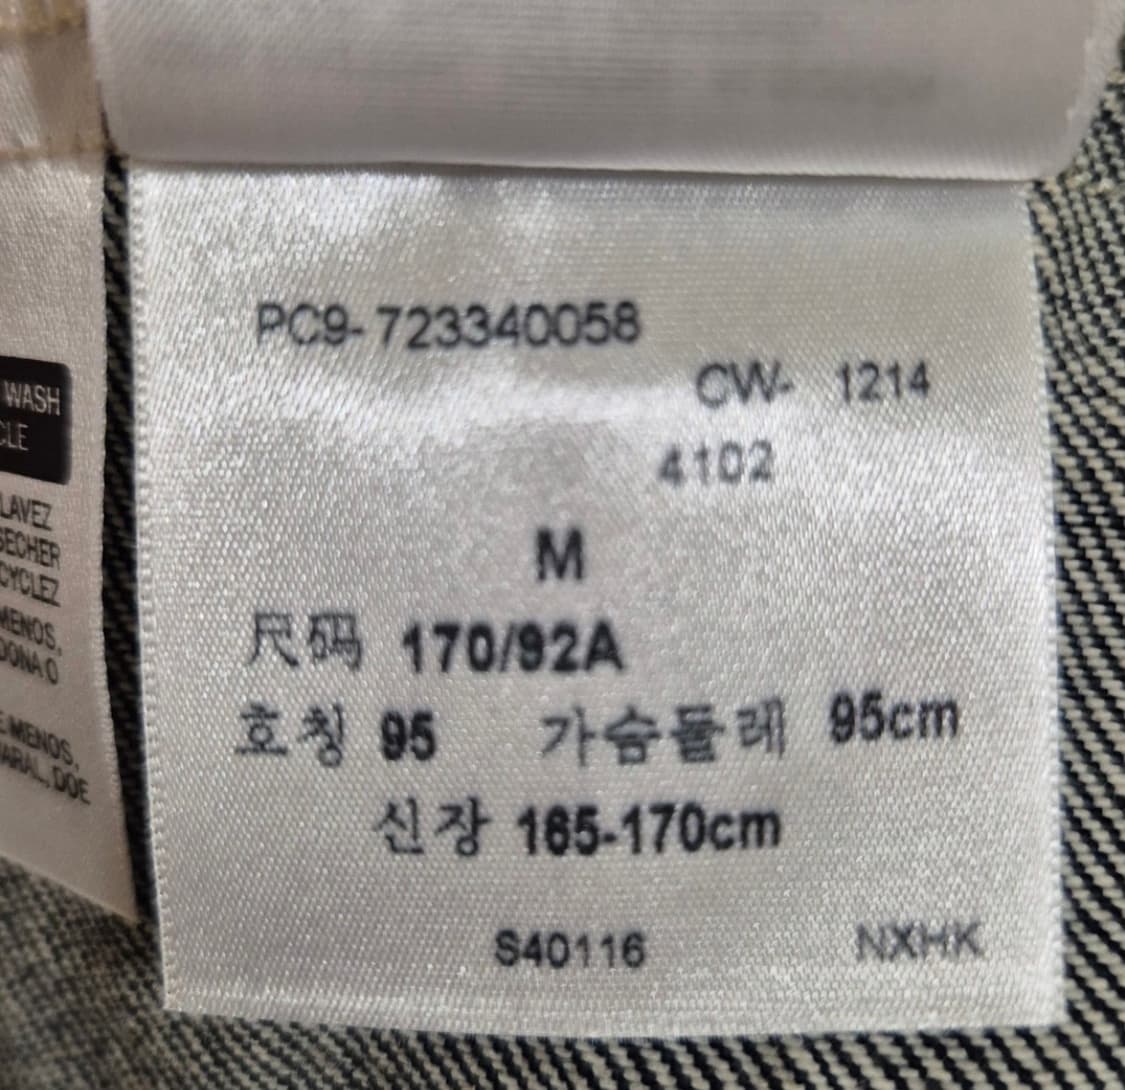 PC9-723340058
CW- 1214
4102
M
尺码 170/92A
호칭 95 가슴둘레 95cm
신장 165-170cm
S40116 NXHK
WASH
CLE
LAVEZ
SECHER
CYCLEZ
MENOS,
DONA O
E MENOS,
ARAL, DOE